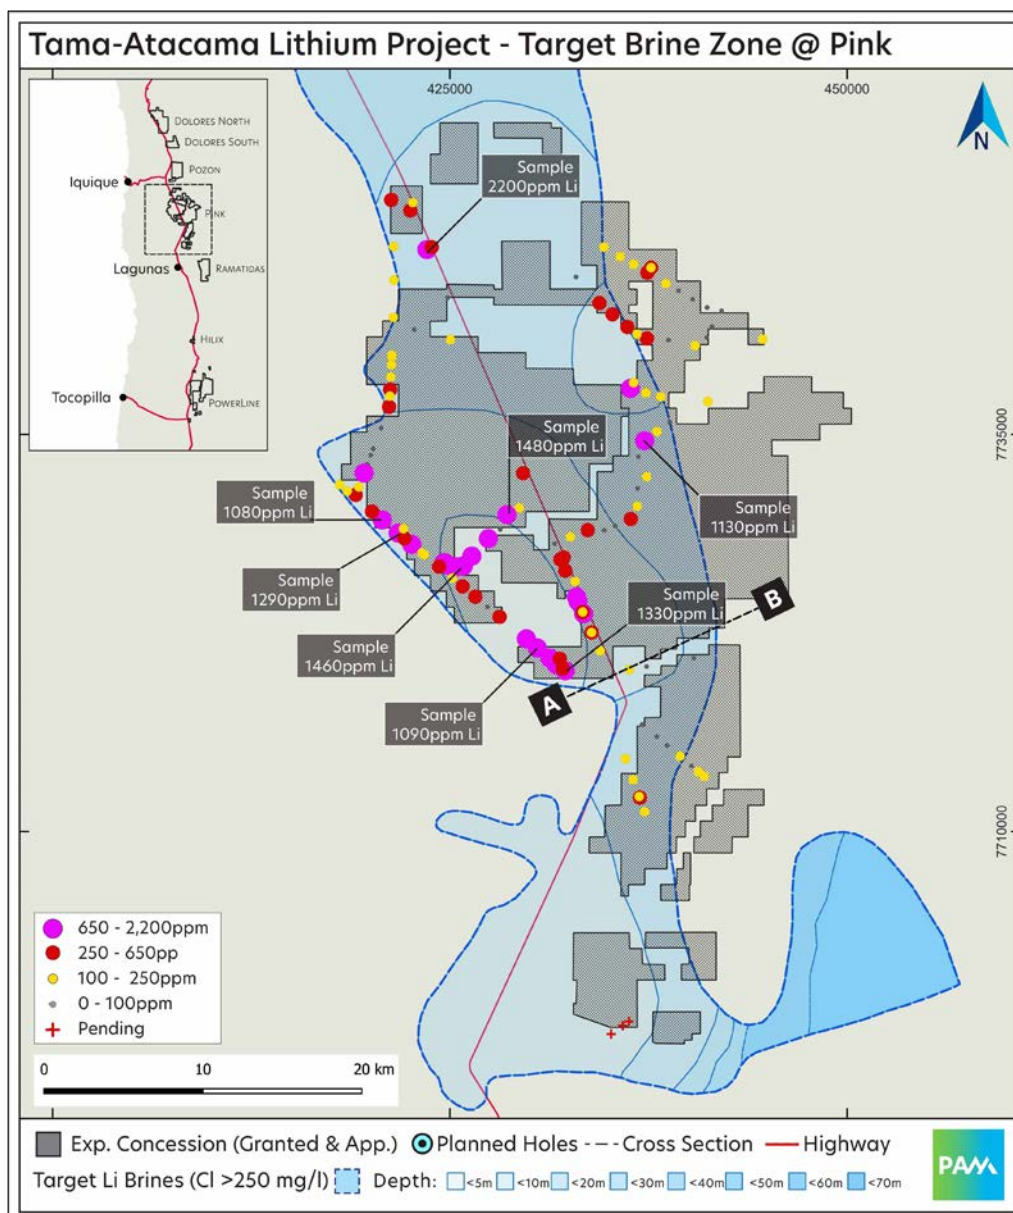 Tama-Atacama Lithium Project - Target Brine Zone @ Pink
425000
450000
N
DOLORES NORTH
DOLORES SOUTH
POZON
Iquique
PINK
Lagunas
RAMATIDAS
HILIX
Tocopilla
POWERLINE
Sample
2200ppm Li
7735000
Sample
1480ppm Li
Sample
1080ppm Li
Sample
1130ppm Li
Sample
1290ppm Li
Sample
1330ppm Li
B
Sample
1460ppm Li
A
Sample
1090ppm Li
7710000
650 - 2,200ppm
250 - 650pp
100 - 250ppm
0 - 100ppm
Pending
0 10 20 km
Exp. Concession (Granted & App.) Planned Holes Cross Section Highway
Target Li Brines (Cl >250 mg/l) Depth: <5m <10m <20m <30m <40m <50m <60m <70m
PAM